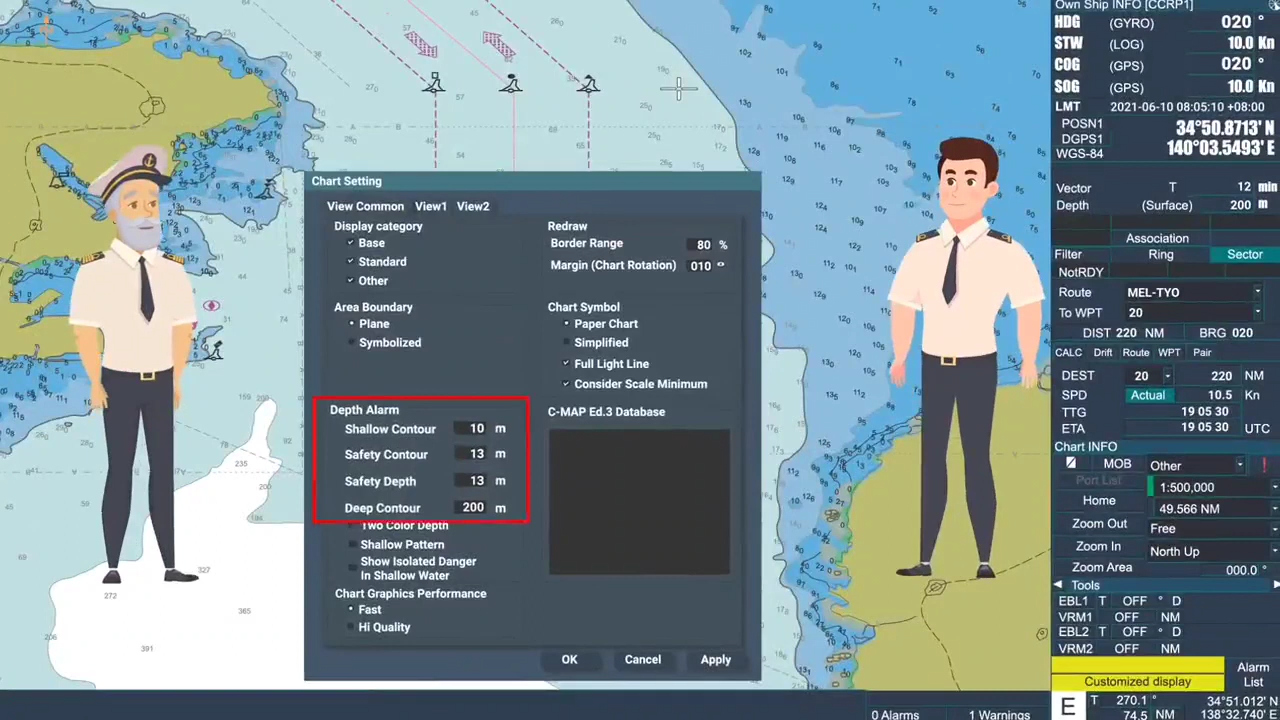 Own Ship INFO [CCRP1]
HDG (GYRO) 020 °
STW (LOG) 10.0 Kn
COG (GPS) 020 °
SOG (GPS) 10.0 Kn
LMT 2021-06-10 08:05:10 +08:00
POSN1 34°50.8713' N
DGPS1 140°03.5493' E
WGS-84
Vector T 12 min
Depth (Surface) 200 m
Association
Filter Ring Sector
NotRDY
Route MEL-TYO
To WPT 20
DIST 220 NM BRG 020
CALC Drift Route WPT Pair
DEST 20 220 NM
SPD Actual 10.5 Kn
TTG 19 05 30
ETA 19 05 30 UTC
Chart INFO
MOB Other
Port List 1:500,000
Home 49.566 NM
Zoom Out Free
Zoom In North Up
Zoom Area 000.0 °
Tools
EBL1 T OFF ° D
VRM1 OFF NM
EBL2 T OFF ° D
VRM2 OFF NM
Alarm
Customized display List
E T 270.1 ° 34°51.012' N
74.5 NM 138°32.740' E
0 Alarms 1 Warnings
Chart Setting
View Common View1 View2
Display category
Base
Standard
Other
Area Boundary
Plane
Symbolized
Depth Alarm
Shallow Contour 10 m
Safety Contour 13 m
Safety Depth 13 m
Deep Contour 200 m
Two Color Depth
Shallow Pattern
Show Isolated Danger
In Shallow Water
Chart Graphics Performance
Fast
Hi Quality
Redraw
Border Range 80 %
Margin (Chart Rotation) 010 °
Chart Symbol
Paper Chart
Simplified
Full Light Line
Consider Scale Minimum
C-MAP Ed.3 Database
OK Cancel Apply
235
327
272
365
391